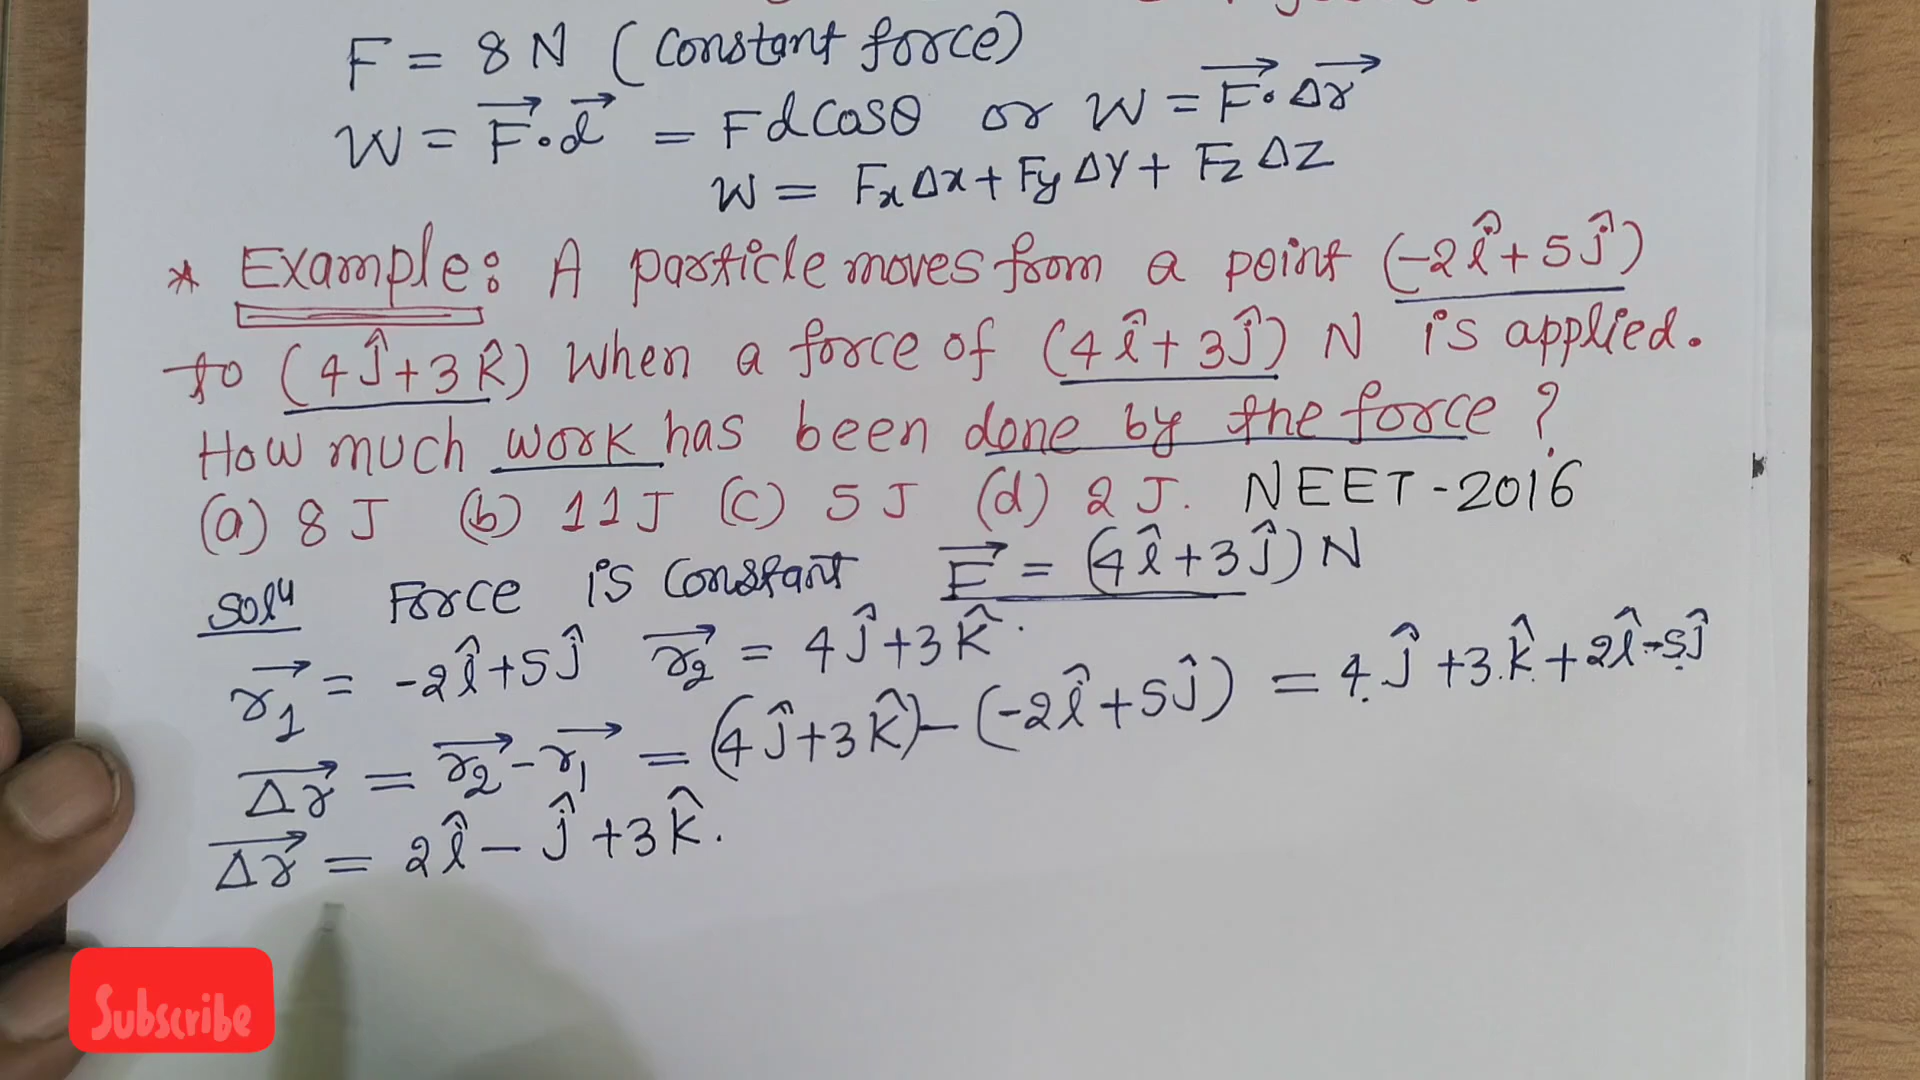 F = 8 N (Constant force)
W = F⃗·d⃗ = Fd Cosθ or W = F⃗·Δr⃗
W = FxΔx + FyΔY + FzΔZ
* Example: A particle moves from a point (-2î + 5ĵ)
to (4ĵ + 3k̂) When a force of (4î + 3ĵ) N is applied.
How much work has been done by the force ?
(a) 8 J (b) 11J (c) 5 J (d) 2 J. NEET-2016
Solⁿ Force is Constant F⃗ = (4î + 3ĵ) N
r⃗1 = -2î + 5ĵ r⃗2 = 4ĵ + 3k̂.
Δr⃗ = r⃗2 - r⃗1 = (4ĵ + 3k̂) - (-2î + 5ĵ) = 4ĵ + 3k̂ + 2î - 5ĵ
Δr⃗ = 2î - ĵ + 3k̂.
Subscribe